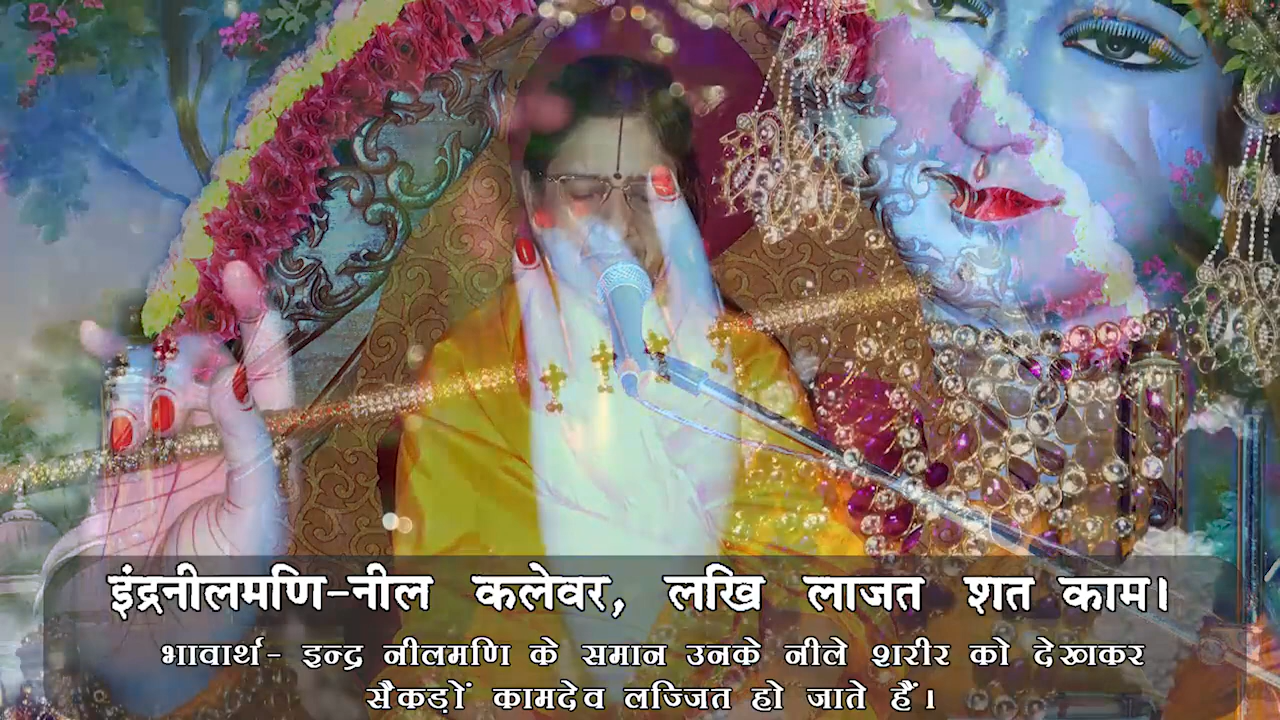 इंद्रनीलमणि-नील कलेवर, लखि लाजत शत काम।
भावार्थ- इन्द्र नीलमणि के समान उनके नीले शरीर को देखकर
सैकड़ों कामदेव लज्जित हो जाते हैं।